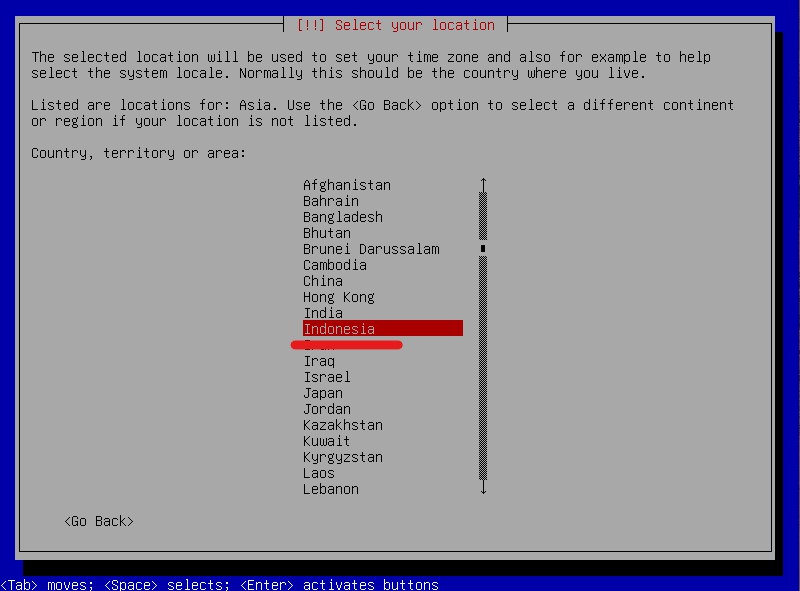 [!!] Select your location
The selected location will be used to set your time zone and also for example to help
select the system locale. Normally this should be the country where you live.
Listed are locations for: Asia. Use the <Go Back> option to select a different continent
or region if your location is not listed.
Country, territory or area:
Afghanistan
Bahrain
Bangladesh
Bhutan
Brunei Darussalam
Cambodia
China
Hong Kong
India
Indonesia
Iraq
Israel
Japan
Jordan
Kazakhstan
Kuwait
Kyrgyzstan
Laos
Lebanon
<Go Back>
<Tab> moves; <Space> selects; <Enter> activates buttons